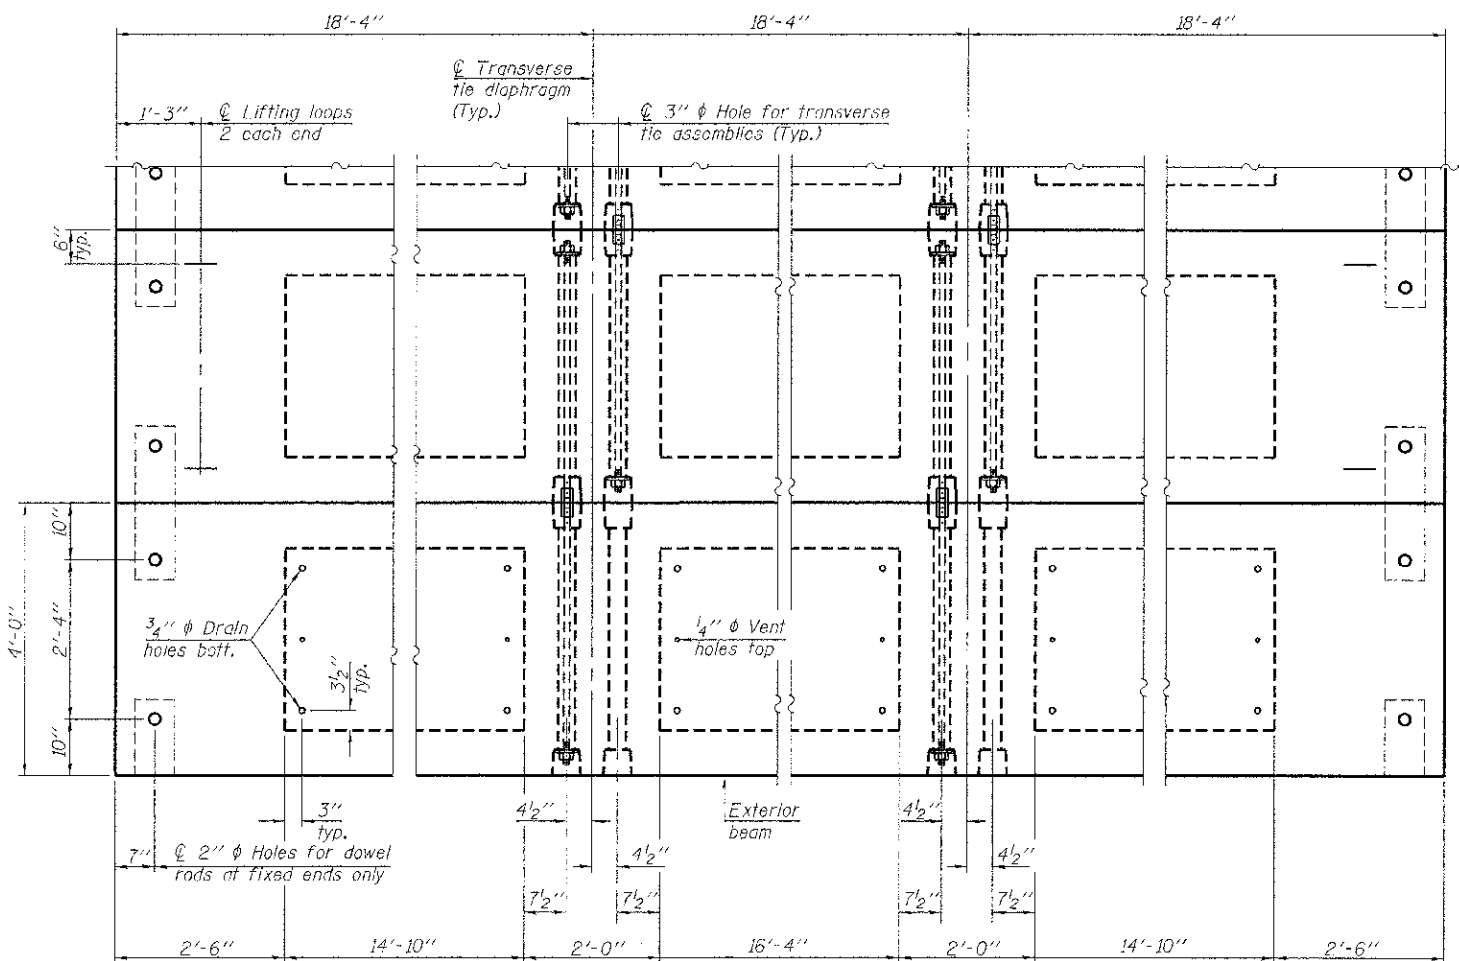 18'-4"
18'-4"
18'-4"
℄ Transverse
tie diaphragm
(Typ.)
1'-3"
℄ Lifting loops
2 each end
℄ 3" ϕ Hole for transverse
tie assemblies (Typ.)
6"
typ.
10"
2'-4"
4'-0"
10"
3/4" ϕ Drain
holes bott.
3 1/2"
typ.
1/4" ϕ Vent
holes top
3"
typ.
4 1/2"
Exterior
beam
4 1/2"
7"
℄ 2" ϕ Holes for dowel
rods at fixed ends only
4 1/2"
4 1/2"
7 1/2"
7 1/2"
7 1/2"
7 1/2"
2'-6"
14'-10"
2'-0"
16'-4"
2'-0"
14'-10"
2'-6"